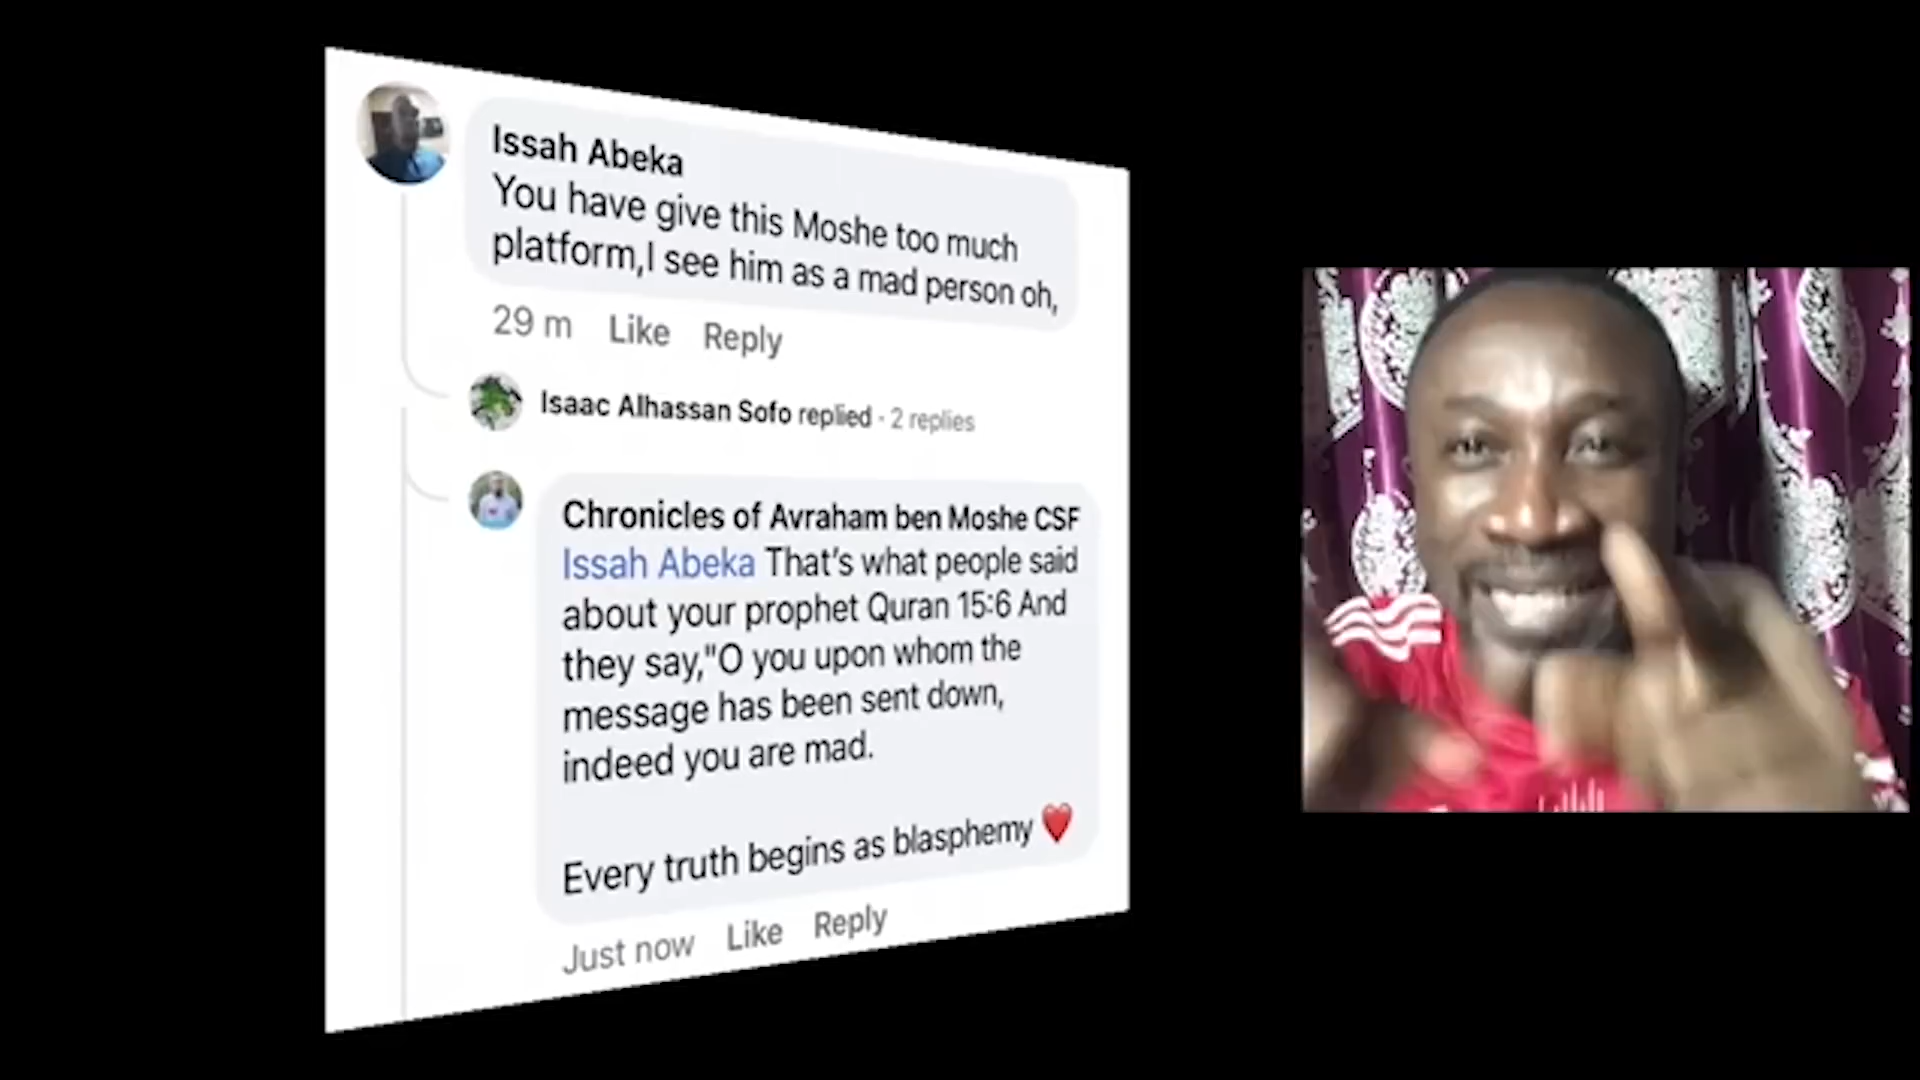 Issah Abeka
You have give this Moshe too much
platform,I see him as a mad person oh,
29 m Like Reply
Isaac Alhassan Sofo replied · 2 replies
Chronicles of Avraham ben Moshe CSF
Issah Abeka That's what people said
about your prophet Quran 15:6 And
they say,"O you upon whom the
message has been sent down,
indeed you are mad.
Every truth begins as blasphemy ❤️
Just now Like Reply